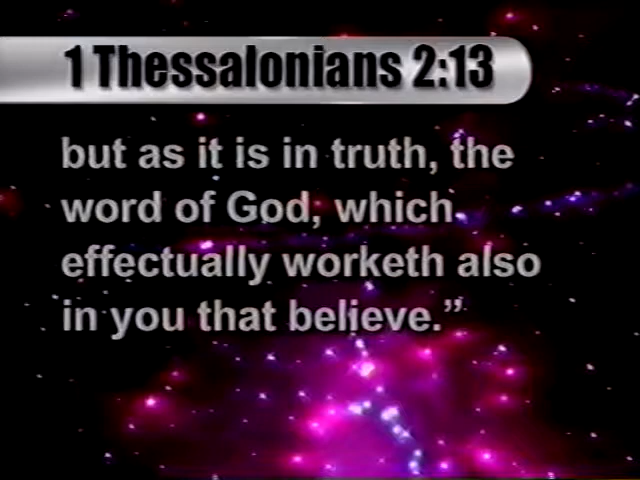 1 Thessalonians 2:13
but as it is in truth, the
word of God, which
effectually worketh also
in you that believe.”